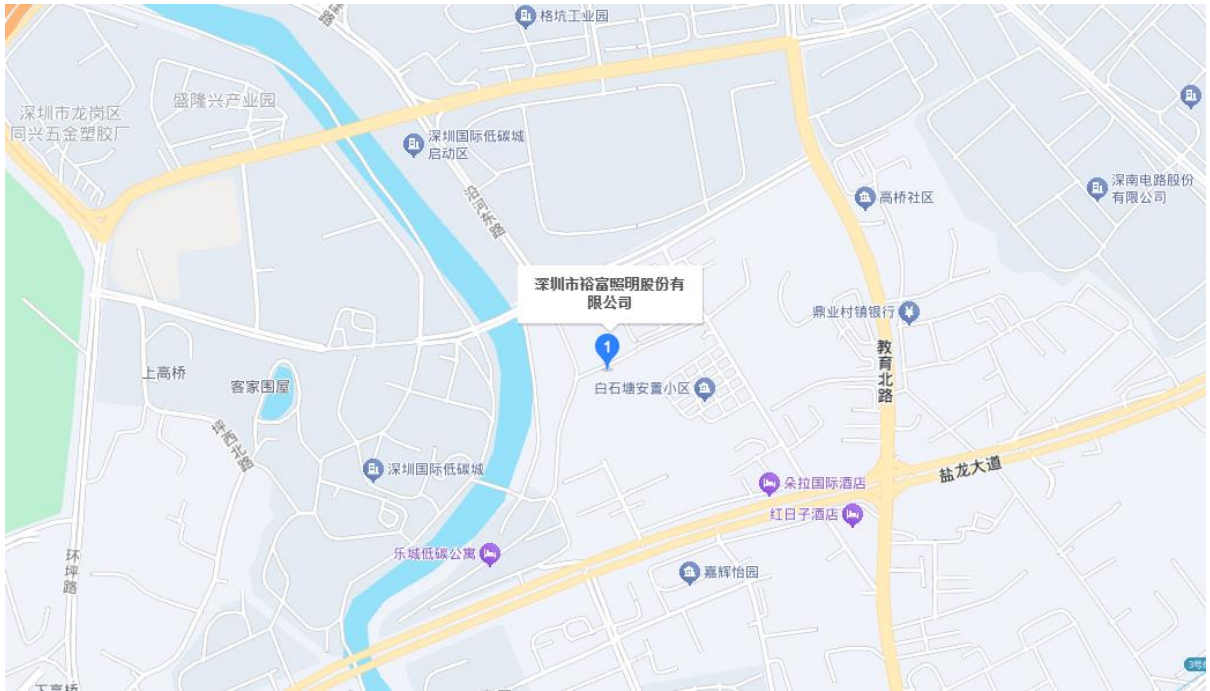 格坑工业园
盛隆兴产业园
深圳市龙岗区
同兴五金塑胶厂
深圳国际低碳城
启动区
沿河东路
高桥社区
深南电路股份
有限公司
深圳市裕富照明股份有
限公司
1
鼎业村镇银行
教育北路
上高桥
客家围屋
白石塘安置小区
坪西北路
深圳国际低碳城
盐龙大道
朵拉国际酒店
红日子酒店
乐城低碳公寓
嘉辉怡园
环坪路
下高桥